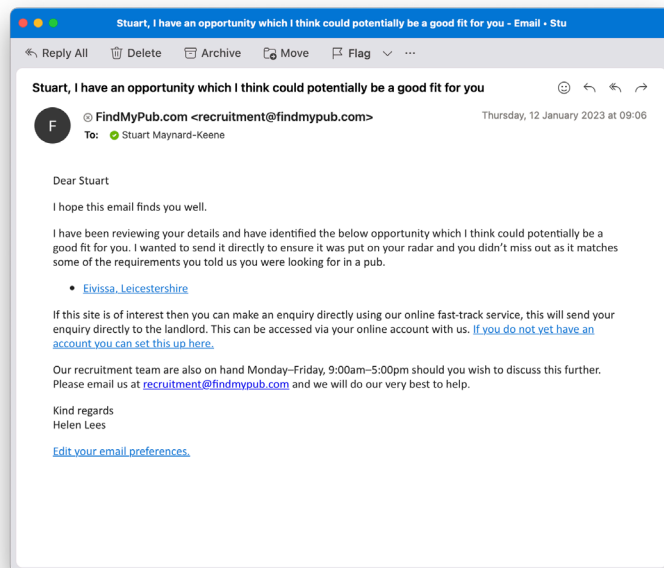 Stuart, I have an opportunity which I think could potentially be a good fit for you - Email • Stu
Reply All Delete Archive Move Flag
Stuart, I have an opportunity which I think could potentially be a good fit for you
F
FindMyPub.com <recruitment@findmypub.com>
Thursday, 12 January 2023 at 09:06
To: Stuart Maynard-Keene
Dear Stuart
I hope this email finds you well.
I have been reviewing your details and have identified the below opportunity which I think could potentially be a
good fit for you. I wanted to send it directly to ensure it was put on your radar and you didn’t miss out as it matches
some of the requirements you told us you were looking for in a pub.
• Eivissa, Leicestershire
If this site is of interest then you can make an enquiry directly using our online fast-track service, this will send your
enquiry directly to the landlord. This can be accessed via your online account with us. If you do not yet have an
account you can set this up here.
Our recruitment team are also on hand Monday–Friday, 9:00am–5:00pm should you wish to discuss this further.
Please email us at recruitment@findmypub.com and we will do our very best to help.
Kind regards
Helen Lees
Edit your email preferences.